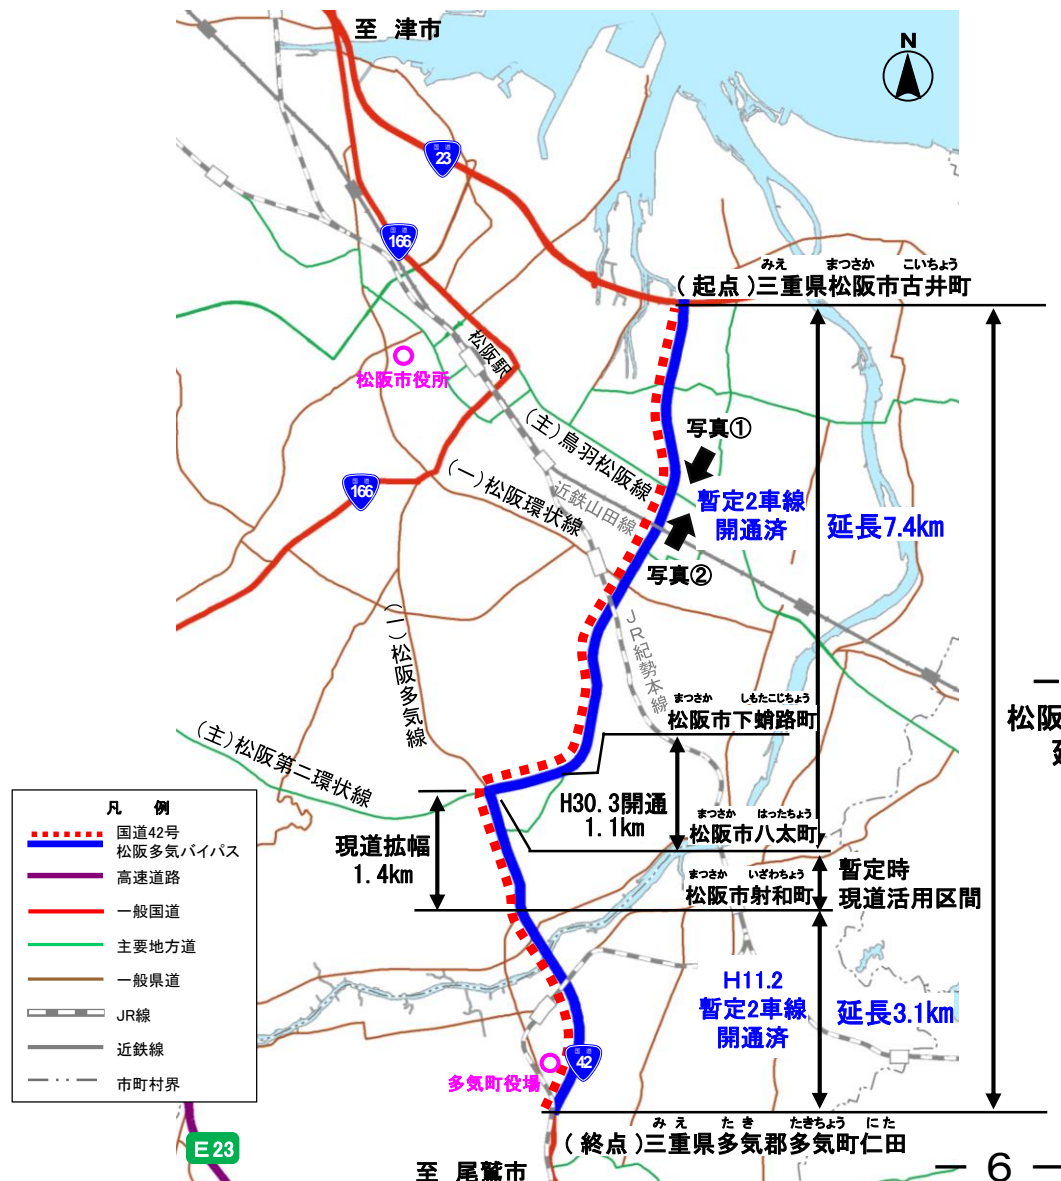 至 津市
N
国道
23
国道
166
みえ まつさか こいちょう
(起点)三重県松阪市古井町
松阪駅
松阪市役所
(主)鳥羽松阪線
写真①
国道
166
(一)松阪環状線
近鉄山田線
暫定2車線
開通済
延長7.4km
写真②
(一)松阪多気線
JR紀勢本線
まつさか しもたこじちょう
松阪市下蛸路町
松阪
延
(主)松阪第二環状線
H30.3開通
1.1km
まつさか はったちょう
松阪市八太町
現道拡幅
1.4km
まつさか いざわちょう
松阪市射和町
暫定時
現道活用区間
凡 例
国道42号
松阪多気バイパス
高速道路
一般国道
主要地方道
一般県道
JR線
近鉄線
市町村界
H11.2
暫定2車線
開通済
延長3.1km
国道
42
多気町役場
みえ たき たきちょう にた
(終点)三重県多気郡多気町仁田
E23
至 尾鷲市
― 6 ―